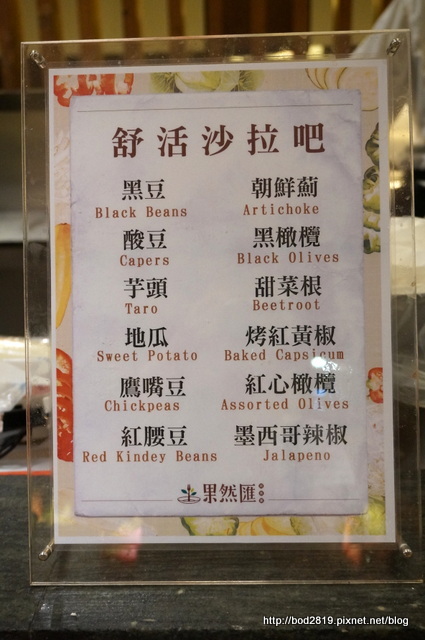 舒活沙拉吧
黑豆 朝鮮薊
Black Beans Artichoke
酸豆 黑橄欖
Capers Black Olives
芋頭 甜菜根
Taro Beetroot
地瓜 烤紅黃椒
Sweet Potato Baked Capsicum
鷹嘴豆 紅心橄欖
Chickpeas Assorted Olives
紅腰豆 墨西哥辣椒
Red Kindey Beans Jalapeno
果然匯
http://bod2819.pixnet.net/blog